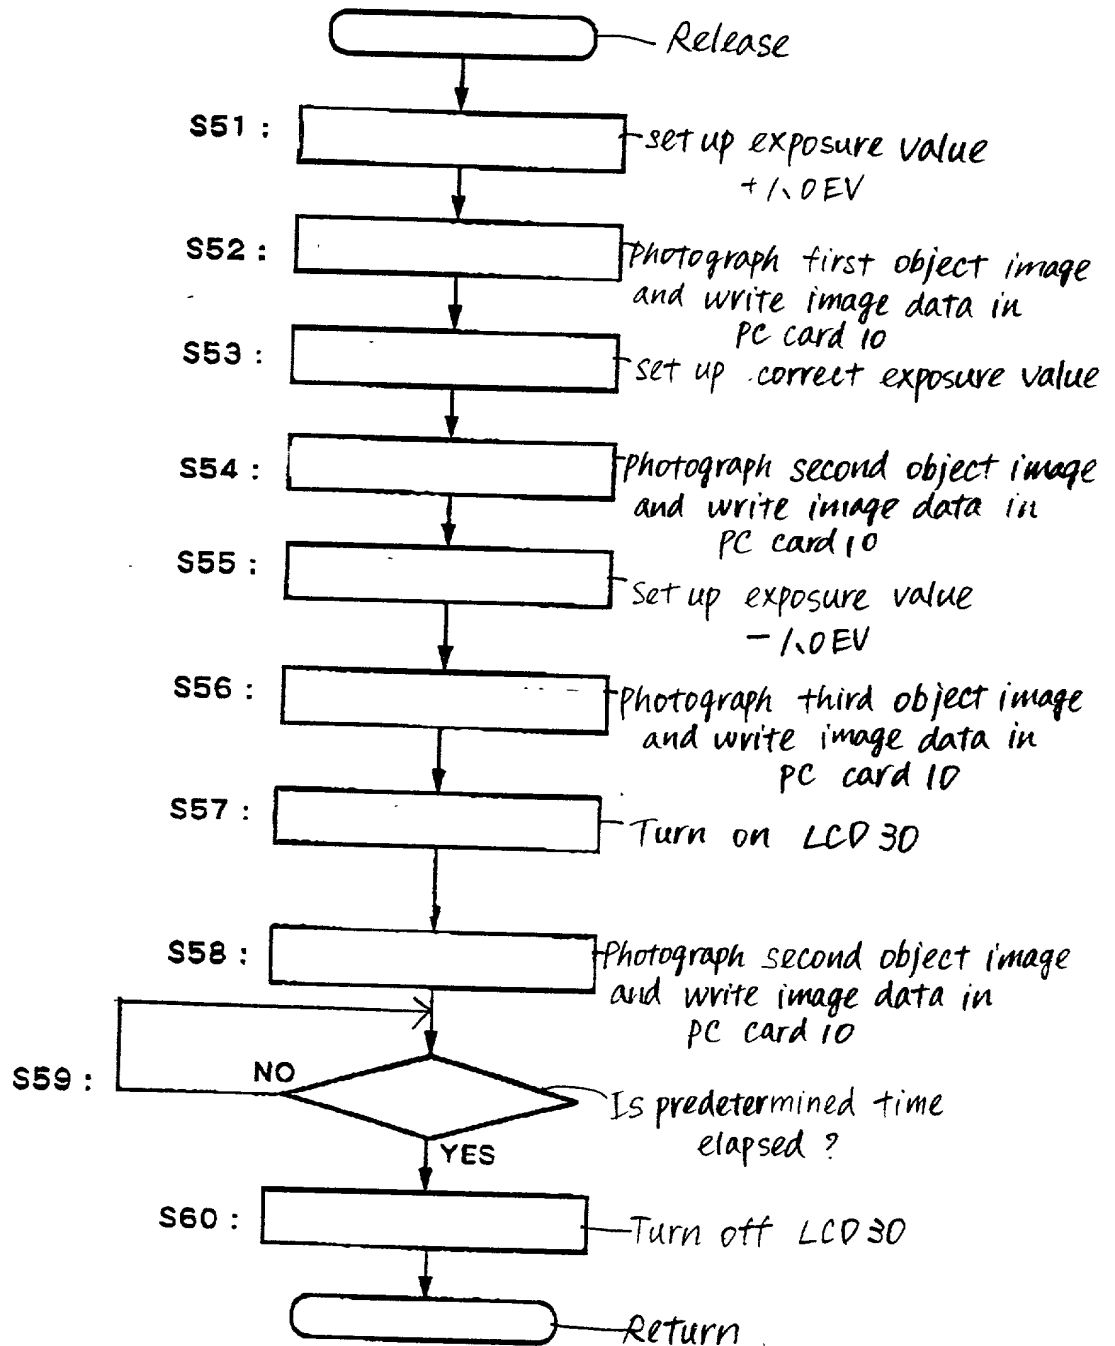 Release
S51 :
set up exposure value
+1.0 EV
S52 :
Photograph first object image
and write image data in
PC card 10
S53 :
set up correct exposure value
S54 :
Photograph second object image
and write image data in
PC card 10
S55 :
Set up exposure value
-1.0 EV
S56 :
Photograph third object image
and write image data in
PC card 10
S57 :
Turn on LCD 30
S58 :
Photograph second object image
and write image data in
PC card 10
S59 :
NO
Is predetermined time
elapsed ?
YES
S60 :
Turn off LCD 30
Return